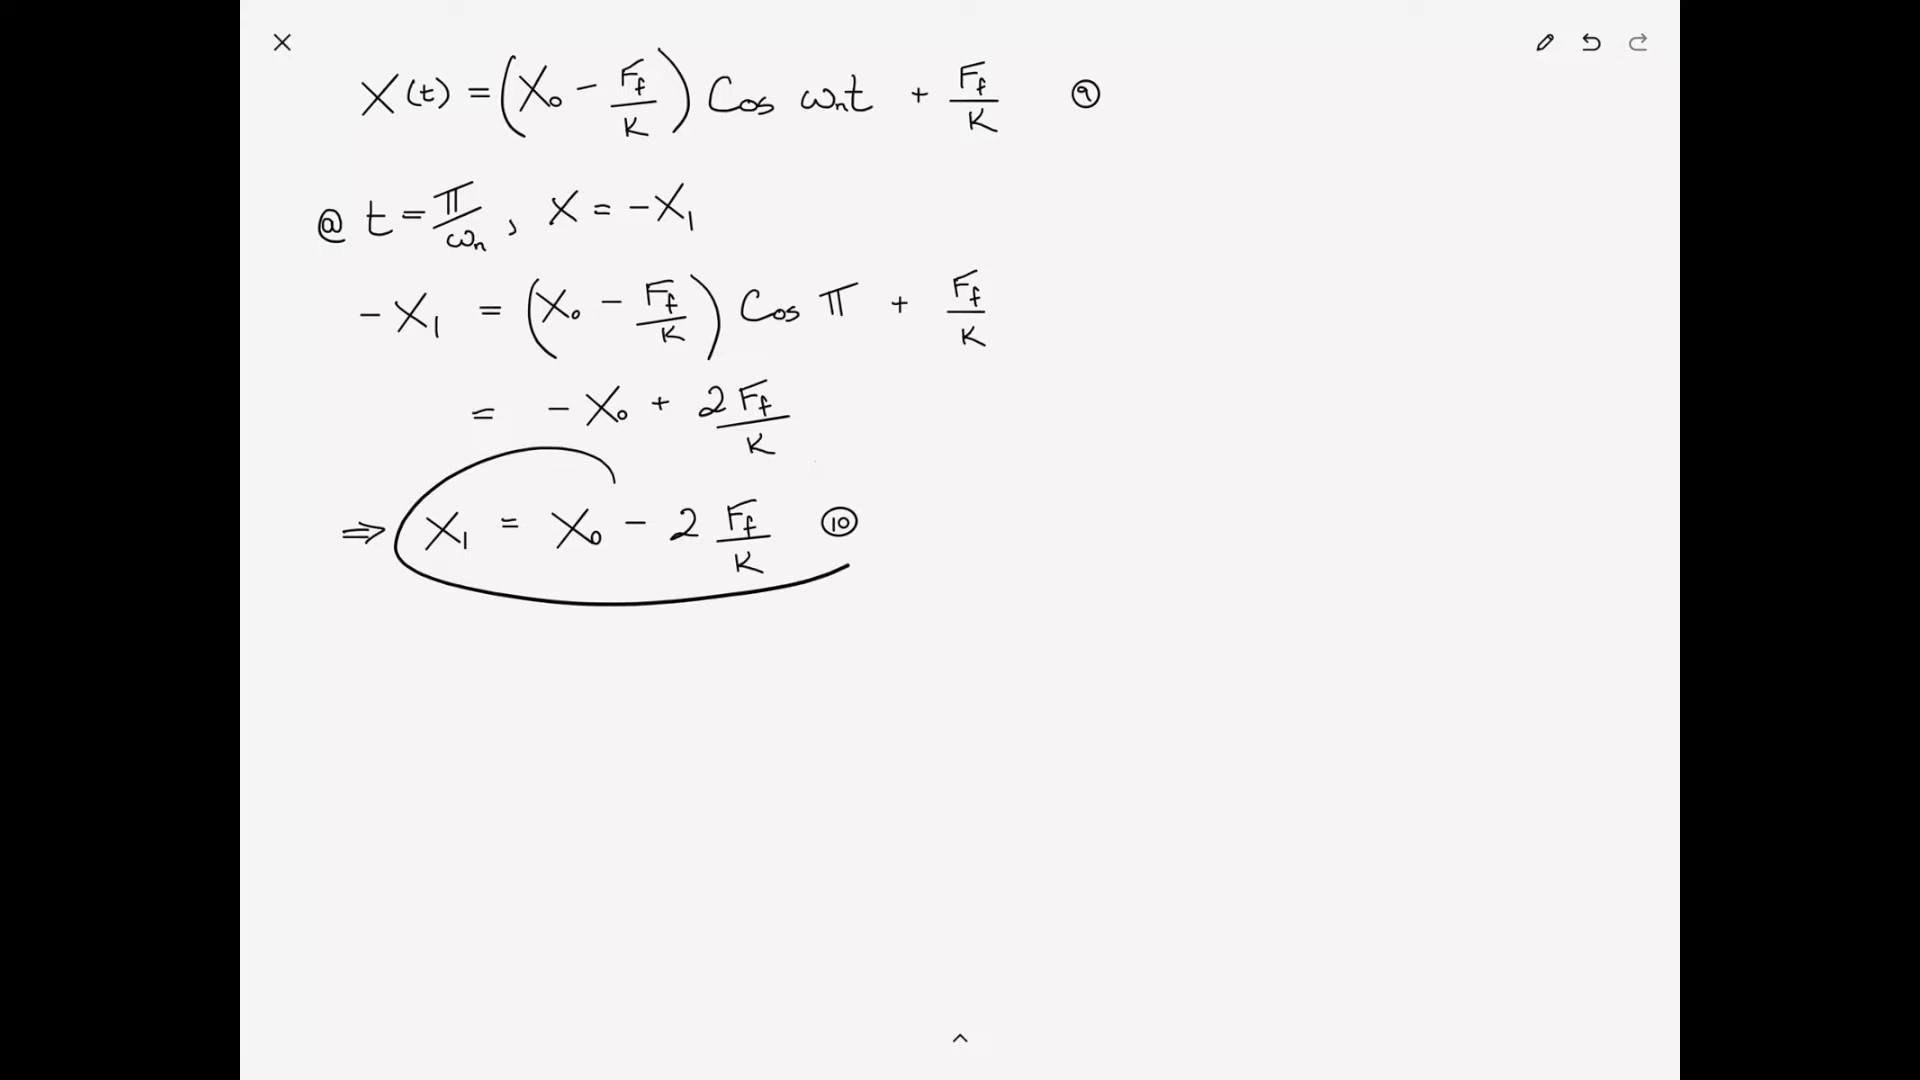 X(t) = (X₀ - F_f/K) Cos ωₙt + F_f/K ⑨
@ t = π/ωₙ, X = -X₁
-X₁ = (X₀ - F_f/K) Cos π + F_f/K
= -X₀ + 2F_f/K
⇒ X₁ = X₀ - 2 F_f/K ⑩